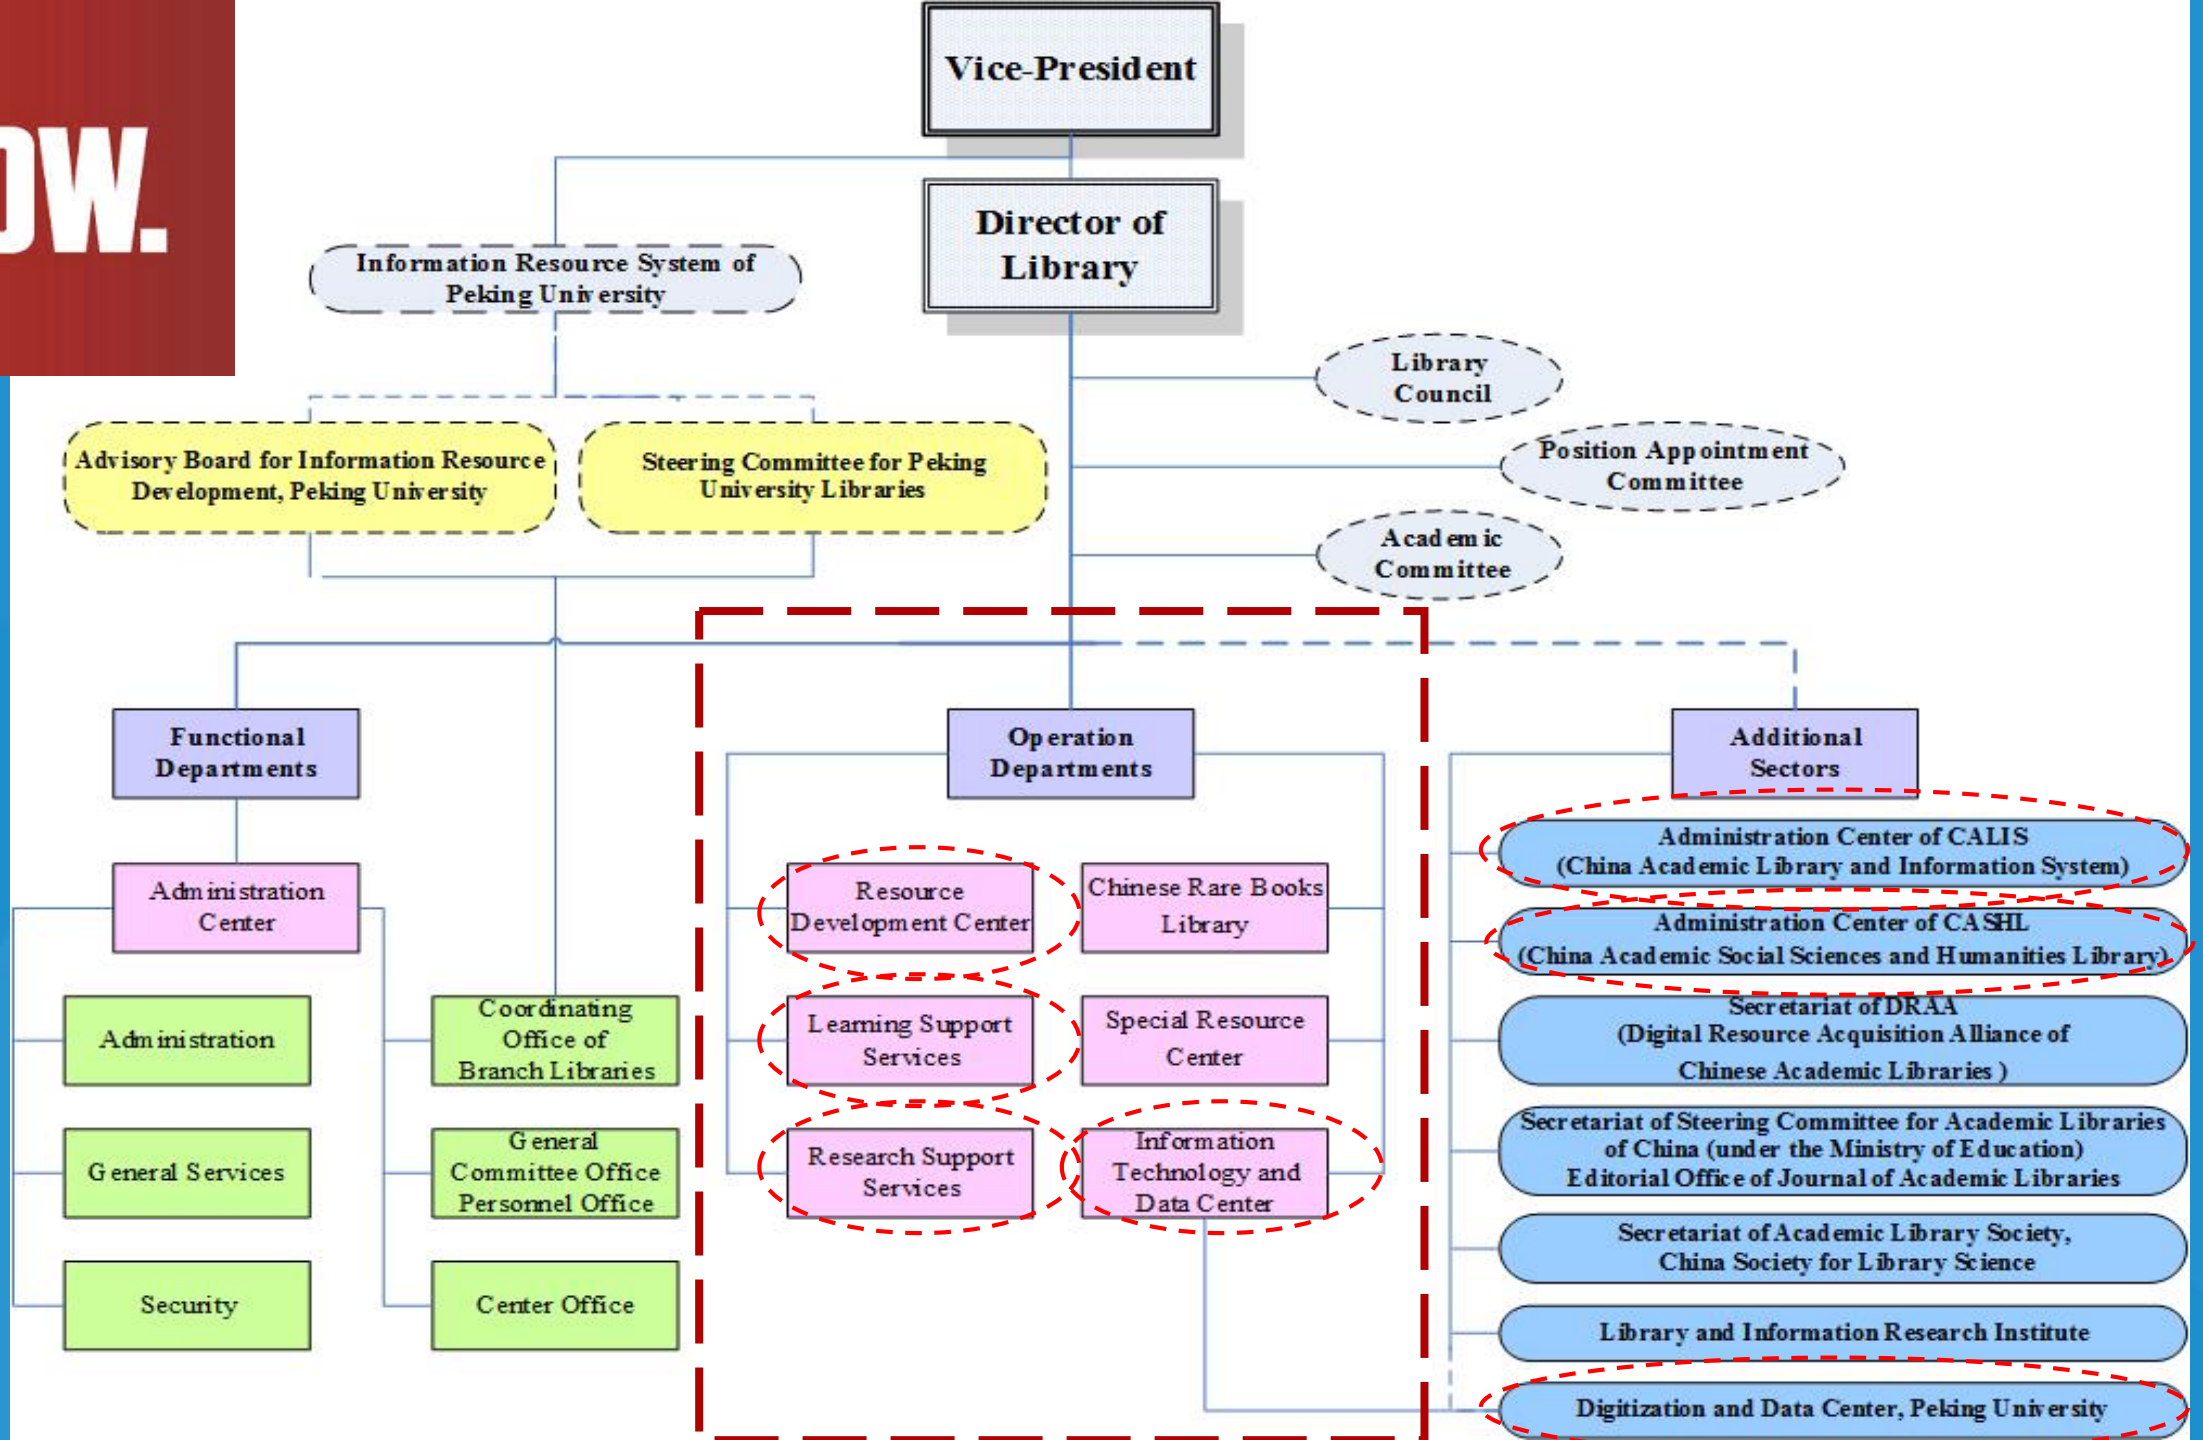 OW.
Vice-President
Director of
Library
Information Resource System of
Peking University
Library
Council
Position Appointment
Committee
Academic
Committee
Advisory Board for Information Resource
Development, Peking University
Steering Committee for Peking
University Libraries
Functional
Departments
Operation
Departments
Additional
Sectors
Administration
Center
Administration
General Services
Security
Coordinating
Office of
Branch Libraries
General
Committee Office
Personnel Office
Center Office
Resource
Development Center
Learning Support
Services
Research Support
Services
Chinese Rare Books
Library
Special Resource
Center
Information
Technology and
Data Center
Administration Center of CALIS
(China Academic Library and Information System)
Administration Center of CASHL
(China Academic Social Sciences and Humanities Library)
Secretariat of DRAA
(Digital Resource Acquisition Alliance of
Chinese Academic Libraries )
Secretariat of Steering Committee for Academic Libraries
of China (under the Ministry of Education)
Editorial Office of Journal of Academic Libraries
Secretariat of Academic Library Society,
China Society for Library Science
Library and Information Research Institute
Digitization and Data Center, Peking University